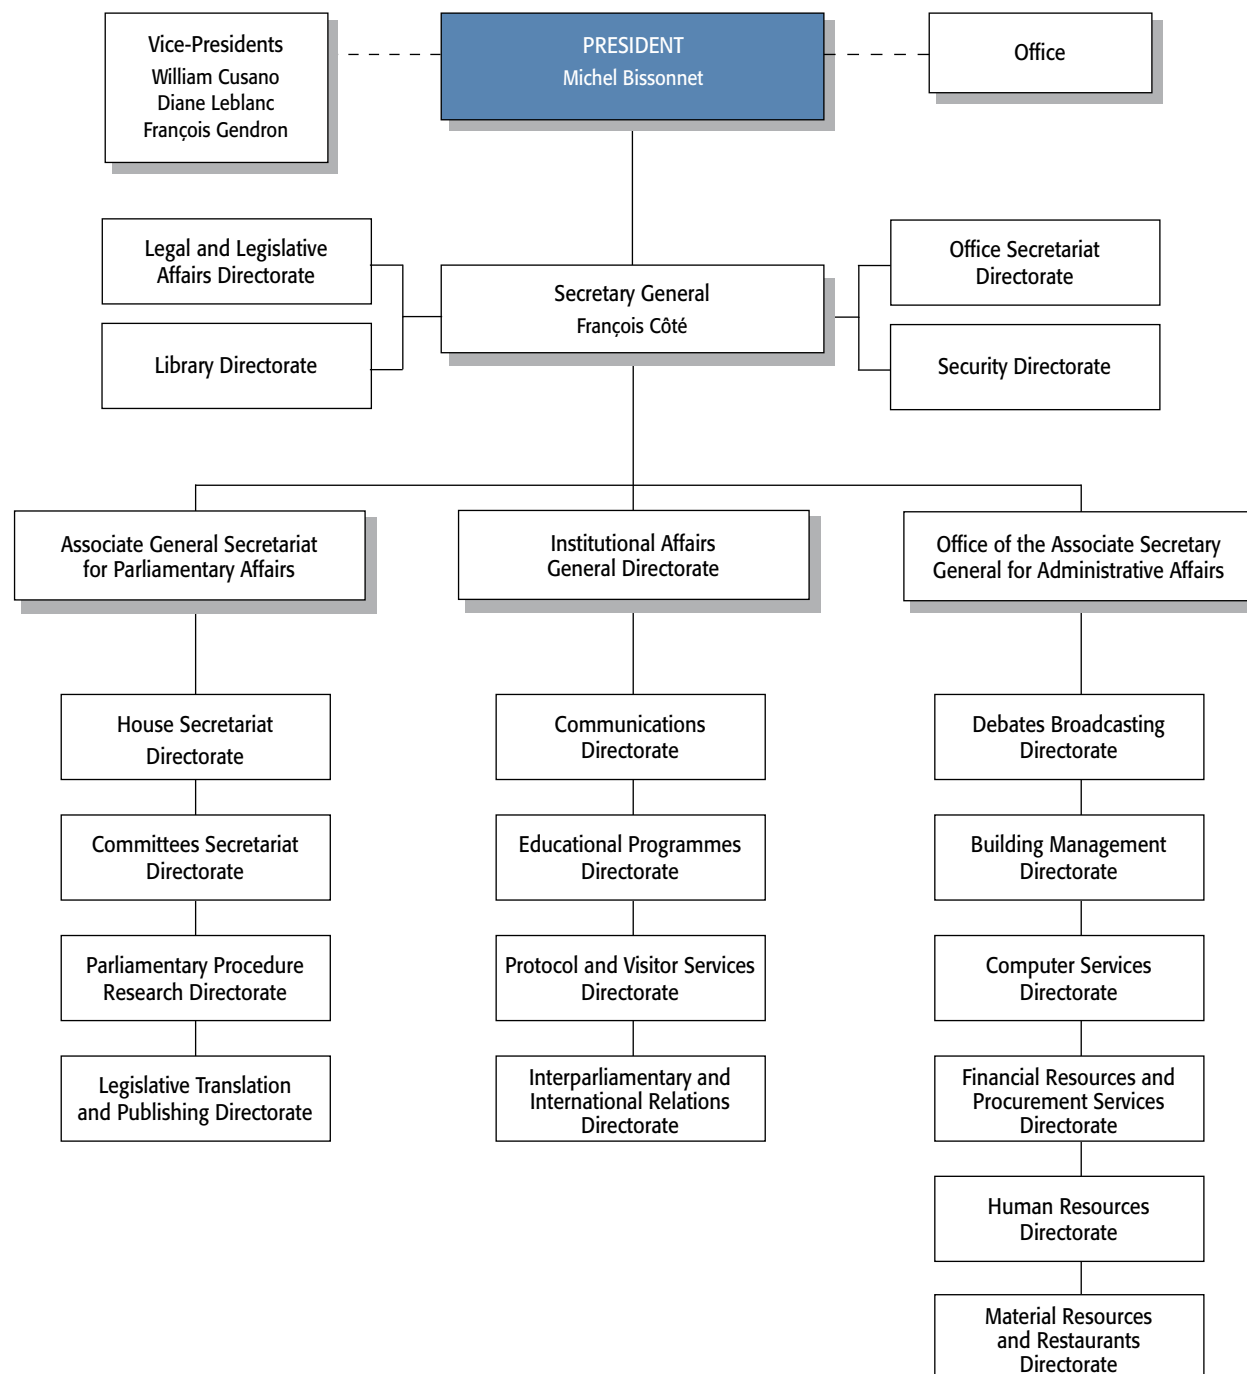 Vice-Presidents
William Cusano
Diane Leblanc
François Gendron
PRESIDENT
Michel Bissonnet
Office
Legal and Legislative
Affairs Directorate
Library Directorate
Secretary General
François Côté
Office Secretariat
Directorate
Security Directorate
Associate General Secretariat
for Parliamentary Affairs
Institutional Affairs
General Directorate
Office of the Associate Secretary
General for Administrative Affairs
House Secretariat
Directorate
Committees Secretariat
Directorate
Parliamentary Procedure
Research Directorate
Legislative Translation
and Publishing Directorate
Communications
Directorate
Educational Programmes
Directorate
Protocol and Visitor Services
Directorate
Interparliamentary and
International Relations
Directorate
Debates Broadcasting
Directorate
Building Management
Directorate
Computer Services
Directorate
Financial Resources and
Procurement Services
Directorate
Human Resources
Directorate
Material Resources
and Restaurants
Directorate